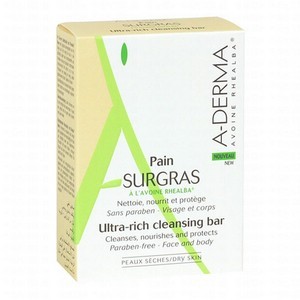 Pain
SURGRAS
À L'AVOINE RHEALBA®
Nettoie, nourrit et protège
Sans paraben - Visage et corps
Ultra-rich cleansing bar
Cleanses, nourishes and protects
Paraben-free - Face and body
PEAUX SÈCHES/DRY SKIN
A-DERMA
AVOINE RHEALBA®
NOUVEAU
NEW